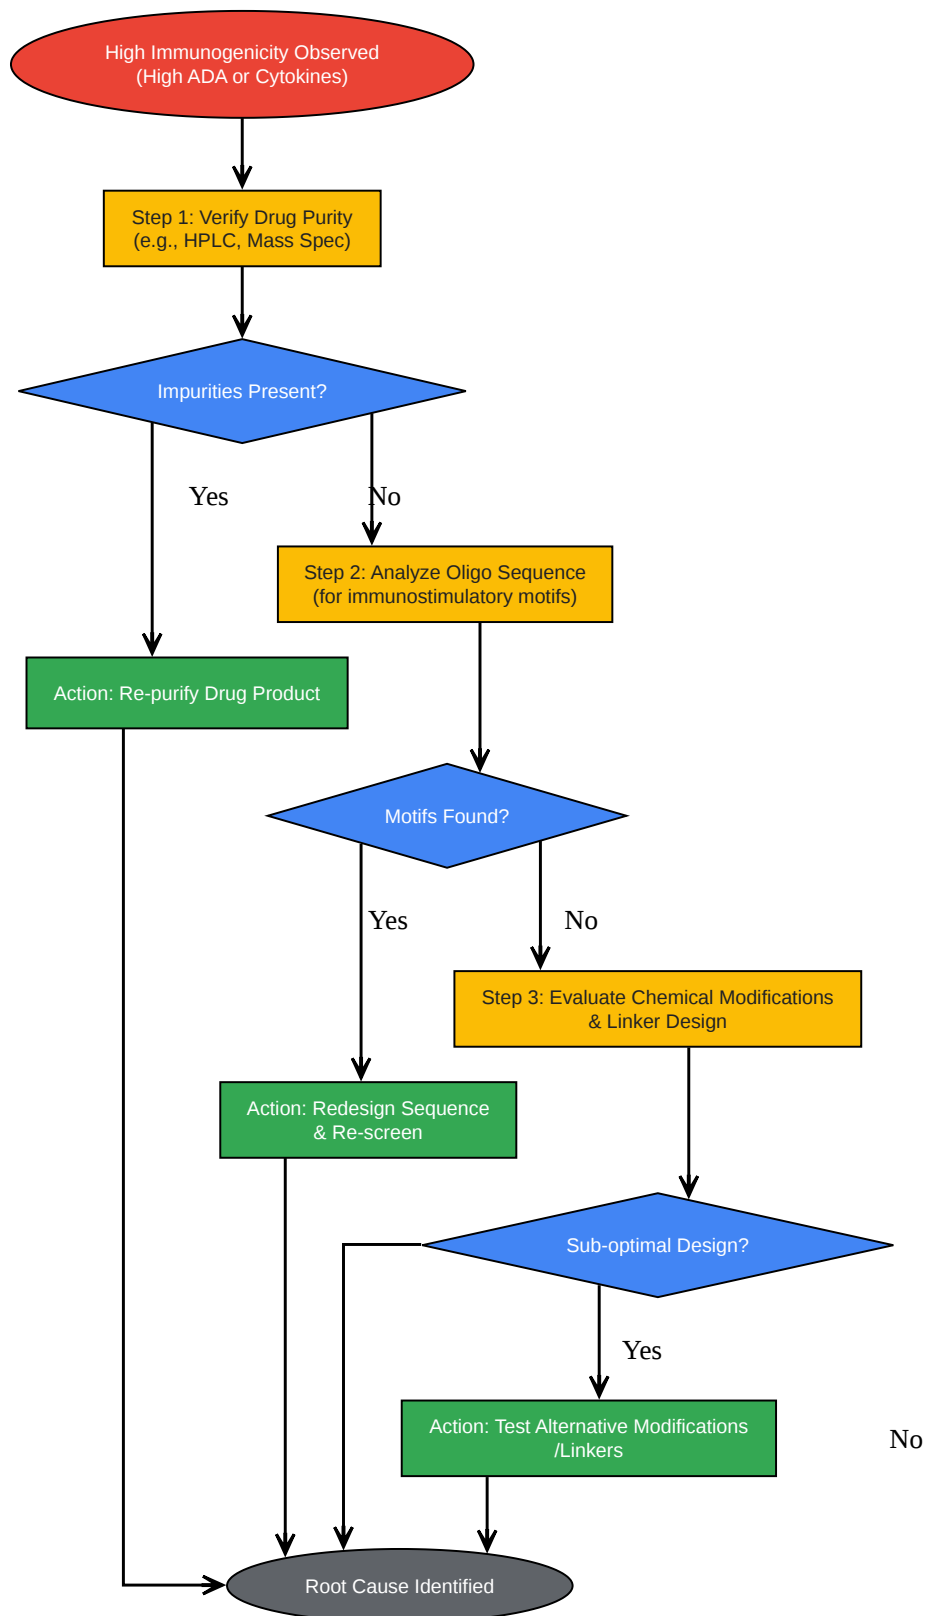 High Immunogenicity Observed
(High ADA or Cytokines)
Step 1: Verify Drug Purity
(e.g., HPLC, Mass Spec)
Impurities Present?
Yes
No
Step 2: Analyze Oligo Sequence
(for immunostimulatory motifs)
Action: Re-purify Drug Product
Motifs Found?
Yes
No
Step 3: Evaluate Chemical Modifications
& Linker Design
Action: Redesign Sequence
& Re-screen
Sub-optimal Design?
Yes
Action: Test Alternative Modifications
/Linkers
No
Root Cause Identified